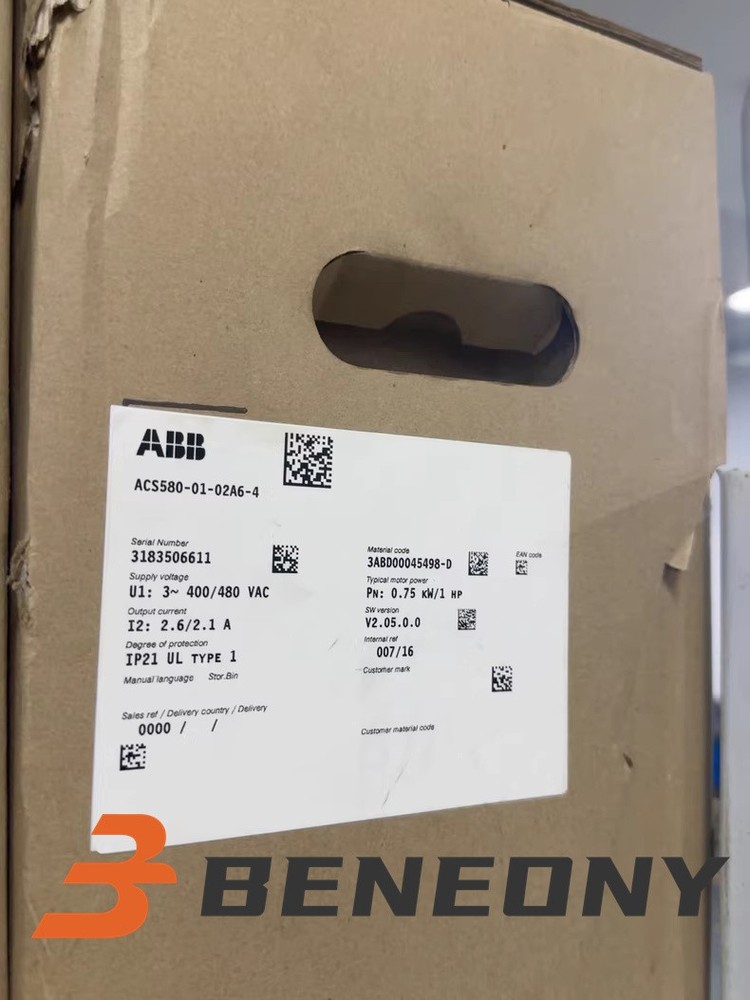 ABB
ACS580-01-02A6-4
Serial Number
3183506611
Supply voltage
U1: 3~ 400/480 VAC
Output current
I2: 2.6/2.1 A
Degree of protection
IP21 UL TYPE 1
Manual language Stor.Bin
Sales ref / Delivery country / Delivery
0000 / /
Material code
3ABD00045498-D
Typical motor power
PN: 0.75 KW/1 HP
SW version
V2.05.0.0
Internal ref
007/16
Customer mark
Customer material code
EAN code
BENEONY